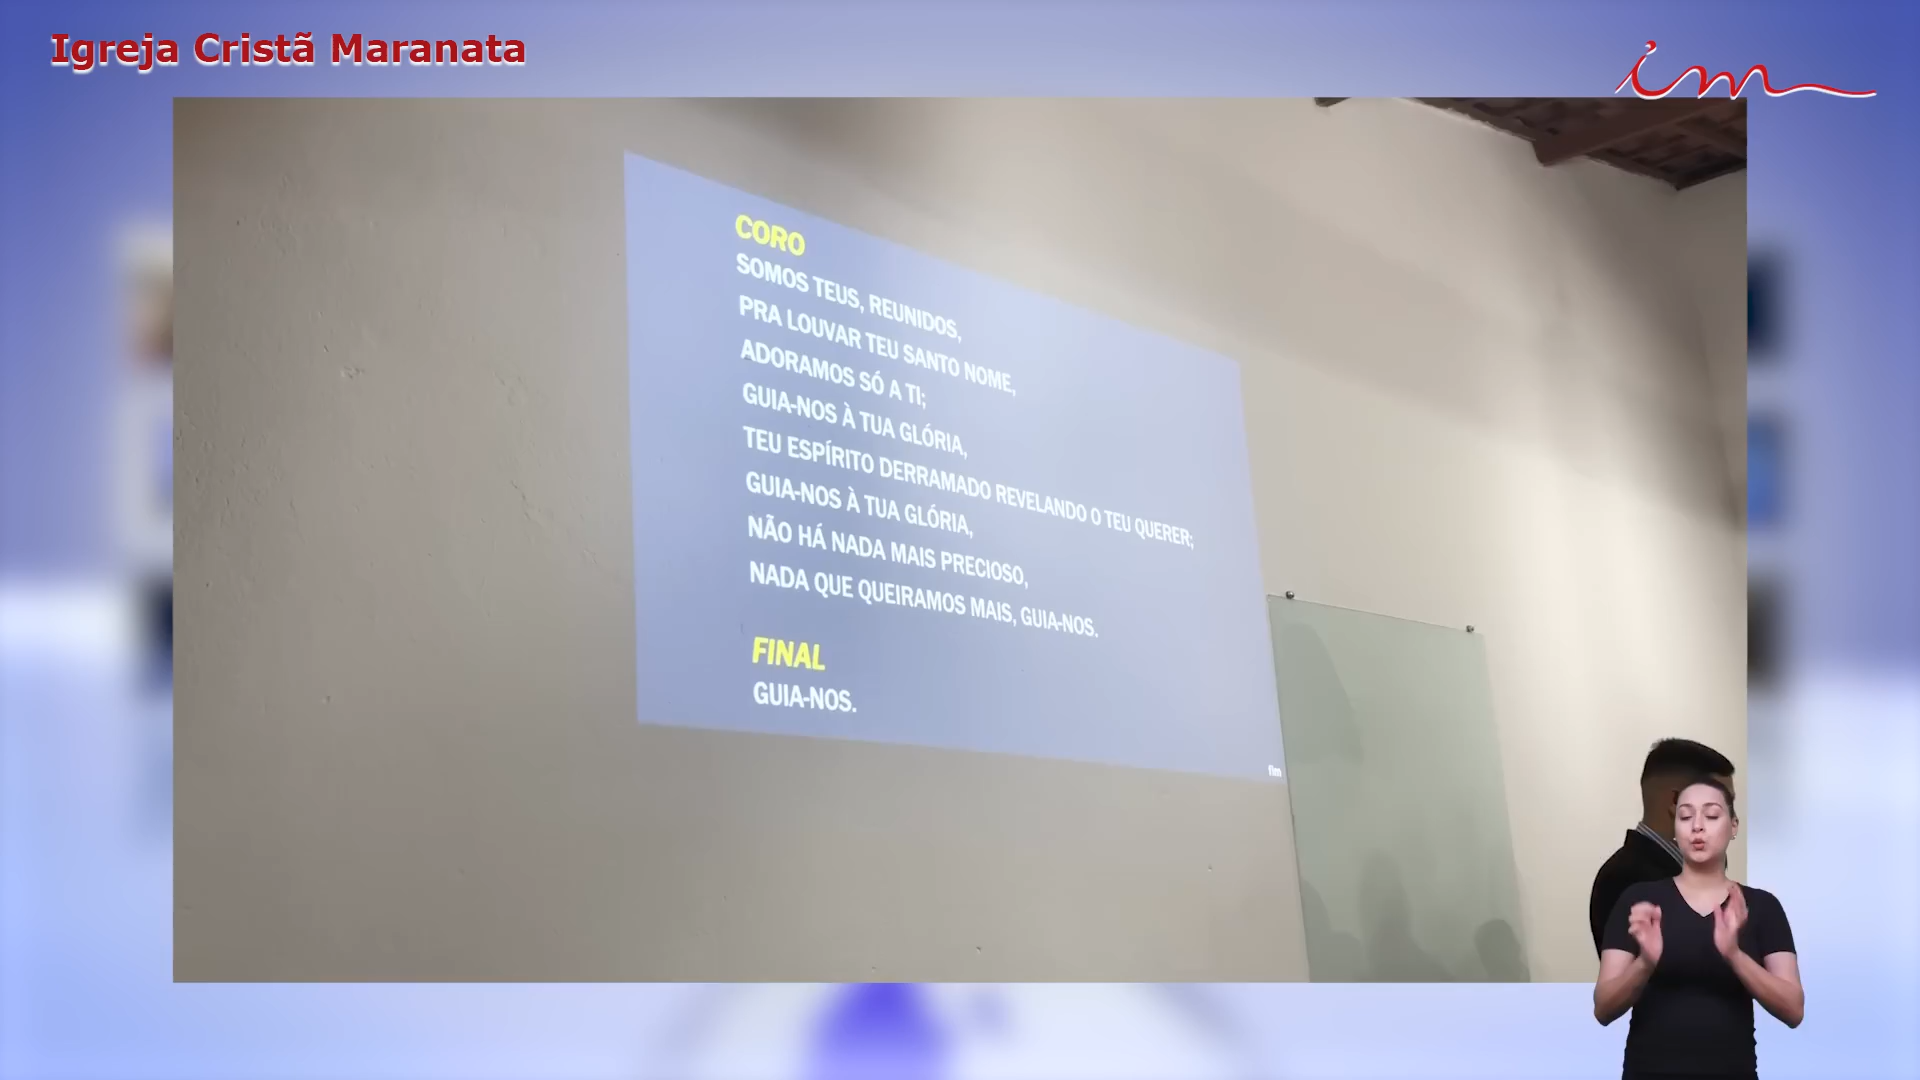 Igreja Cristã Maranata
im
CORO
SOMOS TEUS, REUNIDOS,
PRA LOUVAR TEU SANTO NOME,
ADORAMOS SÓ A TI;
GUIA-NOS À TUA GLÓRIA,
TEU ESPÍRITO DERRAMADO REVELANDO O TEU QUERER;
GUIA-NOS À TUA GLÓRIA,
NÃO HÁ NADA MAIS PRECIOSO,
NADA QUE QUEIRAMOS MAIS, GUIA-NOS.
FINAL
GUIA-NOS.
fim